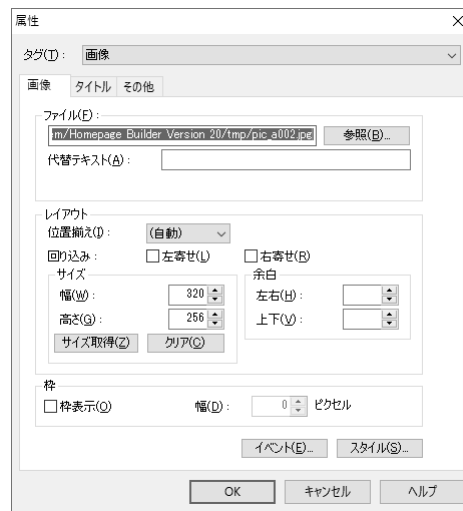 属性
タグ(T): 画像
画像 タイトル その他
ファイル(F):
em/Homepage Builder Version 20/tmp/pic_a002.jpg 参照(B)...
代替テキスト(A):
レイアウト
位置揃え(I): (自動)
回り込み: 左寄せ(L) 右寄せ(R)
サイズ 余白
幅(W): 320 左右(H):
高さ(G): 256 上下(V):
サイズ取得(Z) クリア(C)
枠
枠表示(O) 幅(D): 0 ピクセル
イベント(E)... スタイル(S)...
OK キャンセル ヘルプ